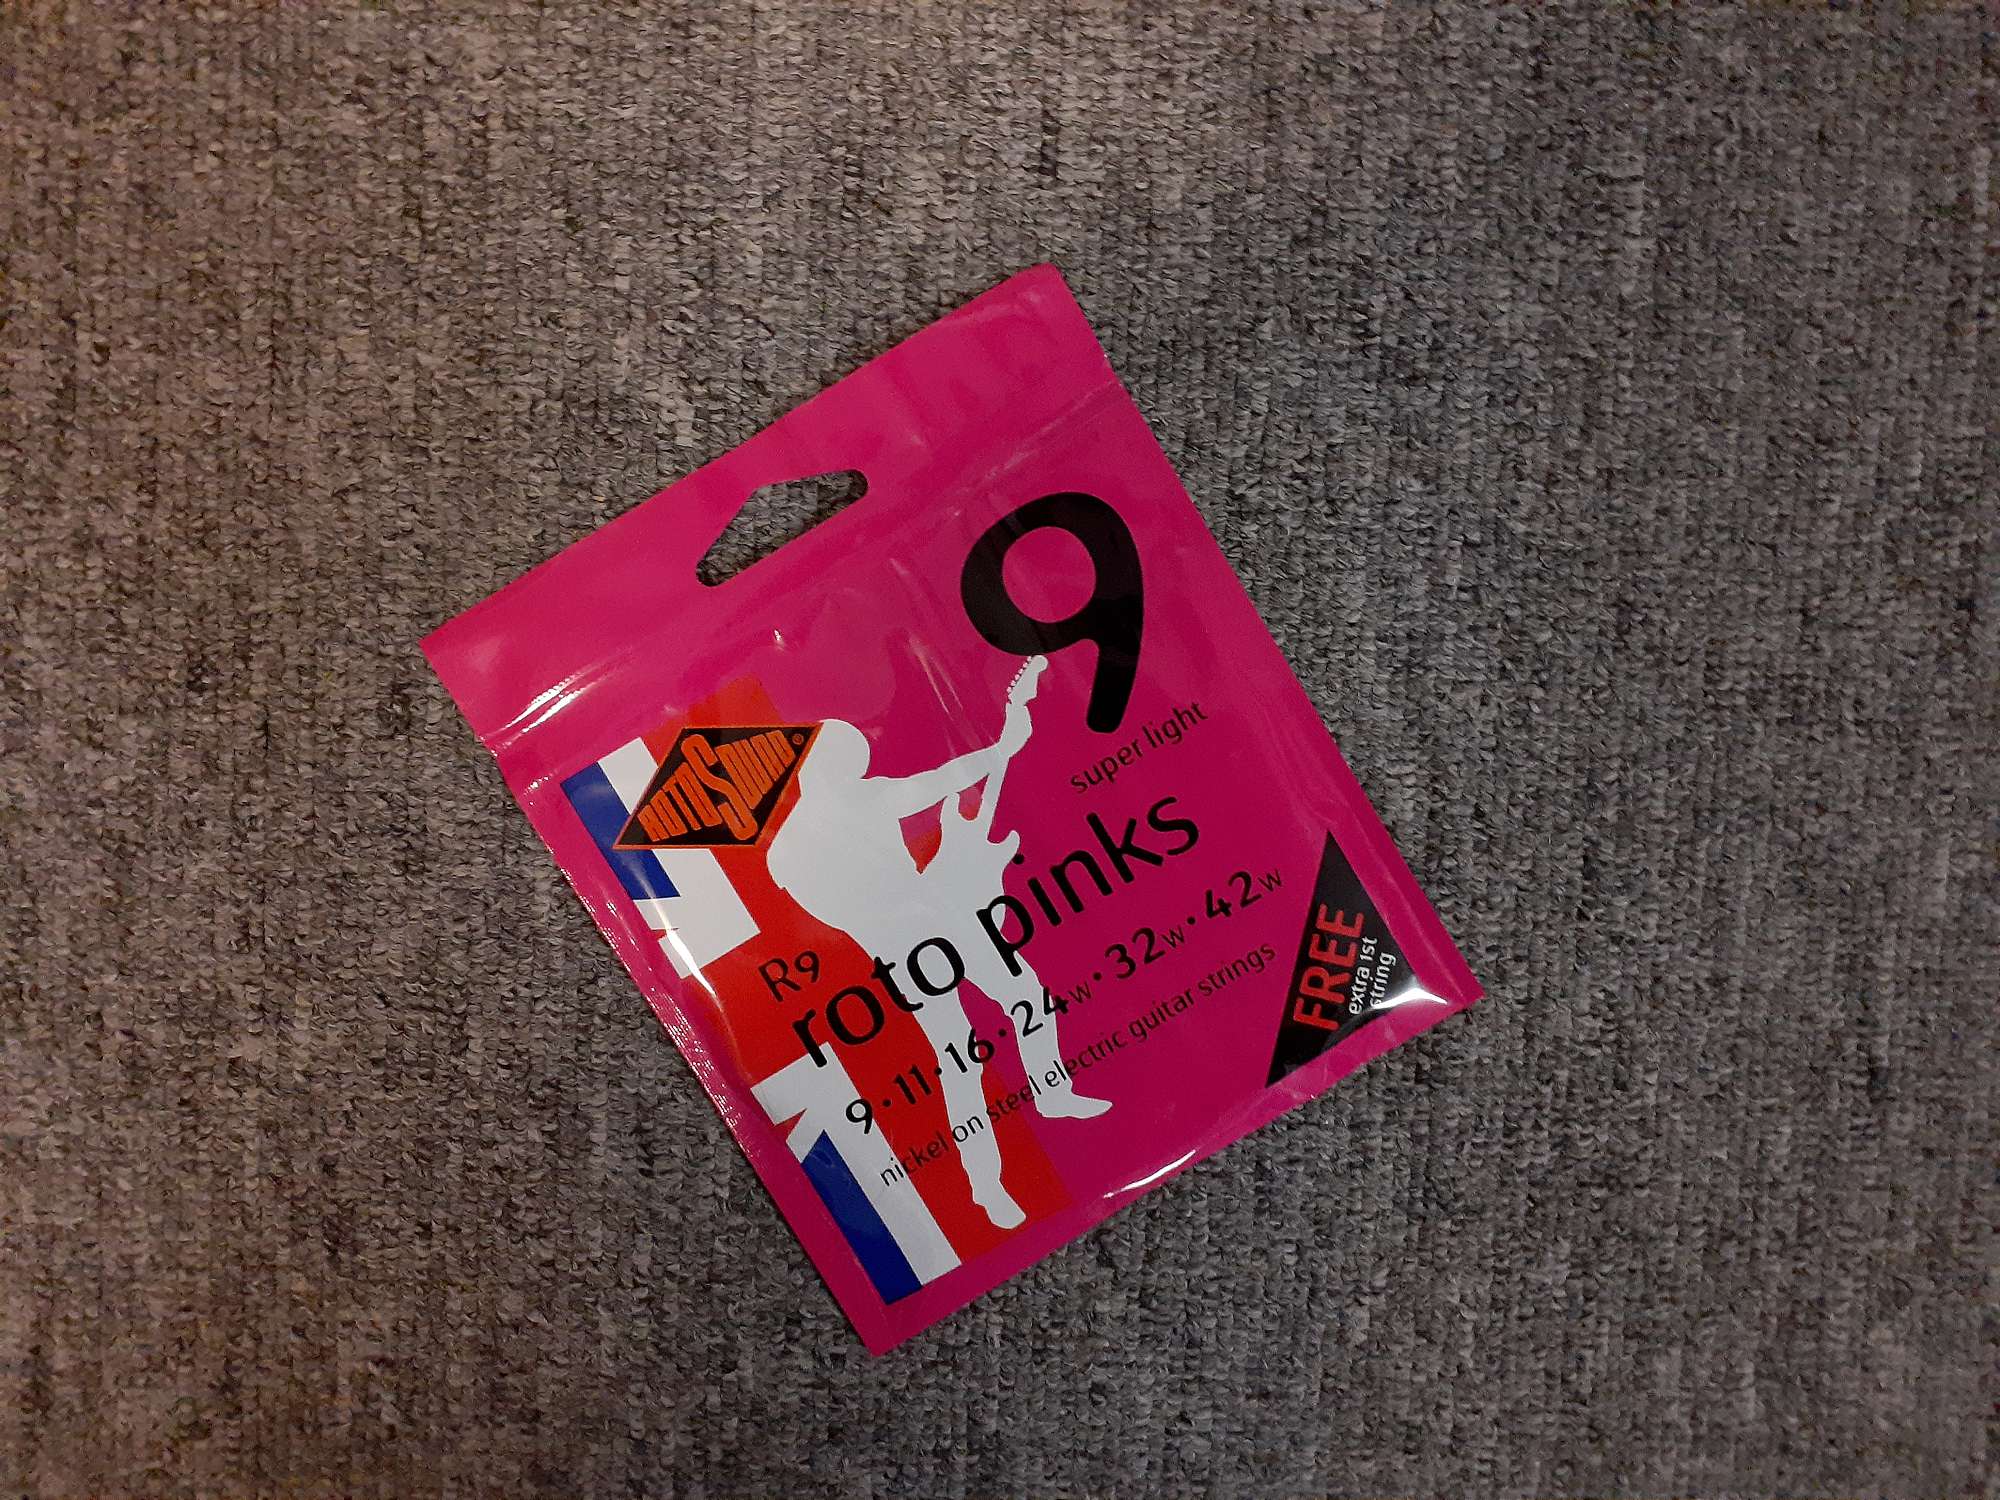 9
super light
ROTOSOUND®
R9
roto pinks
9•11•16•24w•32w•42w
nickel on steel electric guitar strings
FREE
extra 1st
string